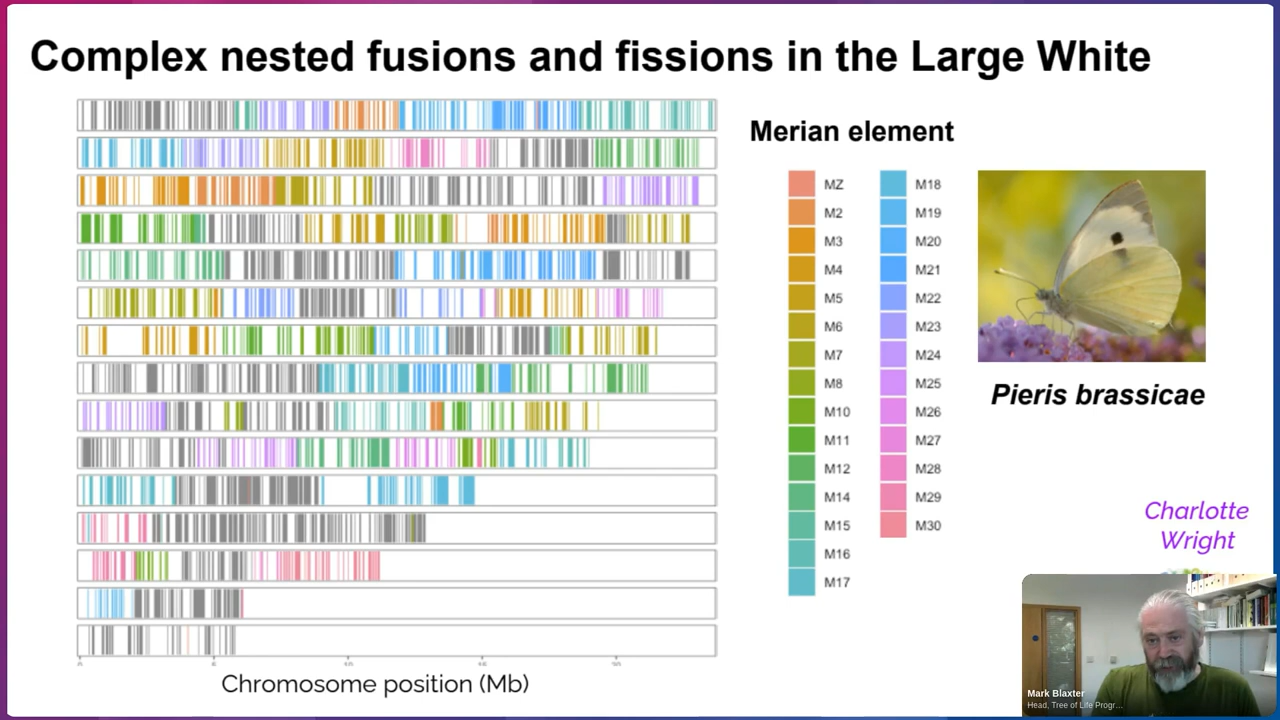 Complex nested fusions and fissions in the Large White
Merian element
MZ
M2
M3
M4
M5
M6
M7
M8
M10
M11
M12
M14
M15
M16
M17
M18
M19
M20
M21
M22
M23
M24
M25
M26
M27
M28
M29
M30
Pieris brassicae
Charlotte
Wright
Chromosome position (Mb)
Mark Blaxter
Head, Tree of Life Progr...